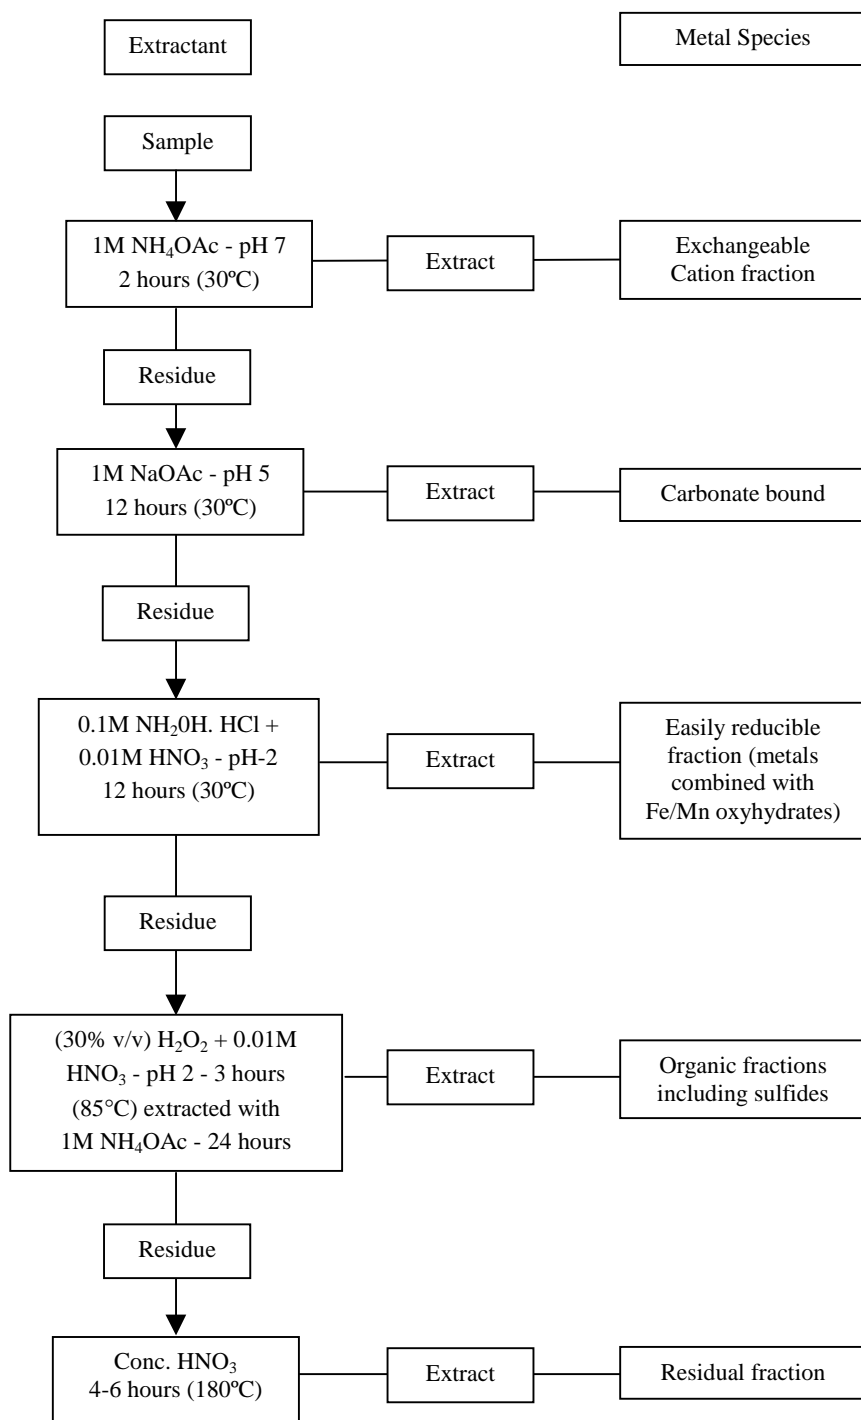 Extractant
Metal Species
Sample
1M NH₄OAc - pH 7
2 hours (30ºC)
Extract
Exchangeable
Cation fraction
Residue
1M NaOAc - pH 5
12 hours (30ºC)
Extract
Carbonate bound
Residue
0.1M NH₂0H. HCl +
0.01M HNO₃ - pH-2
12 hours (30ºC)
Extract
Easily reducible
fraction (metals
combined with
Fe/Mn oxyhydrates)
Residue
(30% v/v) H₂O₂ + 0.01M
HNO₃ - pH 2 - 3 hours
(85°C) extracted with
1M NH₄OAc - 24 hours
Extract
Organic fractions
including sulfides
Residue
Conc. HNO₃
4-6 hours (180ºC)
Extract
Residual fraction